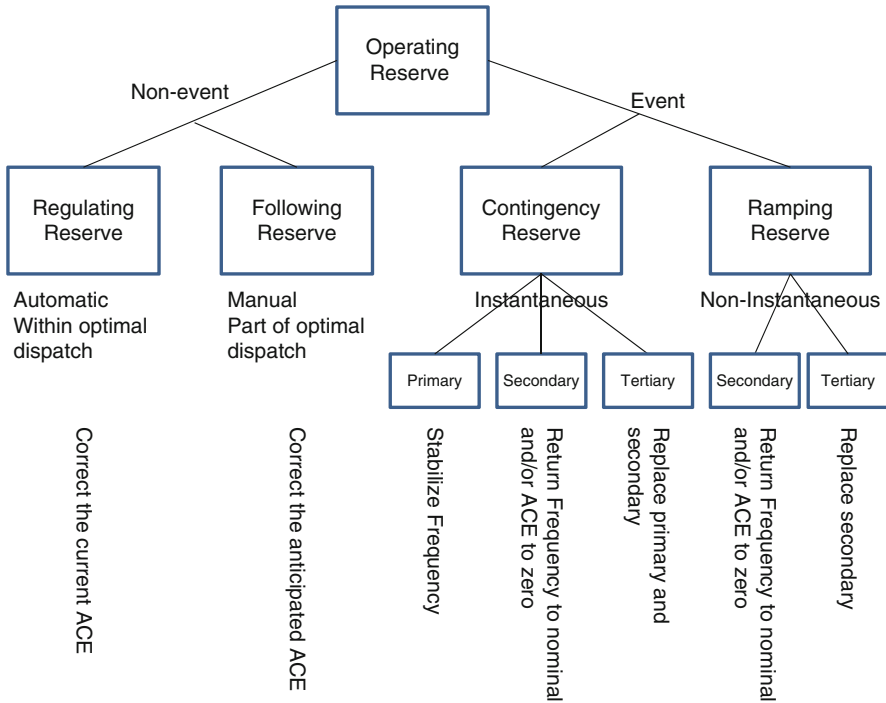 Operating
Reserve
Non-event
Event
Regulating
Reserve
Following
Reserve
Contingency
Reserve
Ramping
Reserve
Automatic
Within optimal
dispatch
Manual
Part of optimal
dispatch
Instantaneous
Non-Instantaneous
Primary
Secondary
Tertiary
Secondary
Tertiary
Correct the current ACE
Correct the anticipated ACE
Stabilize Frequency
Return Frequency to nominal
and/or ACE to zero
Replace primary and
secondary
Return Frequency to nominal
and/or ACE to zero
Replace secondary